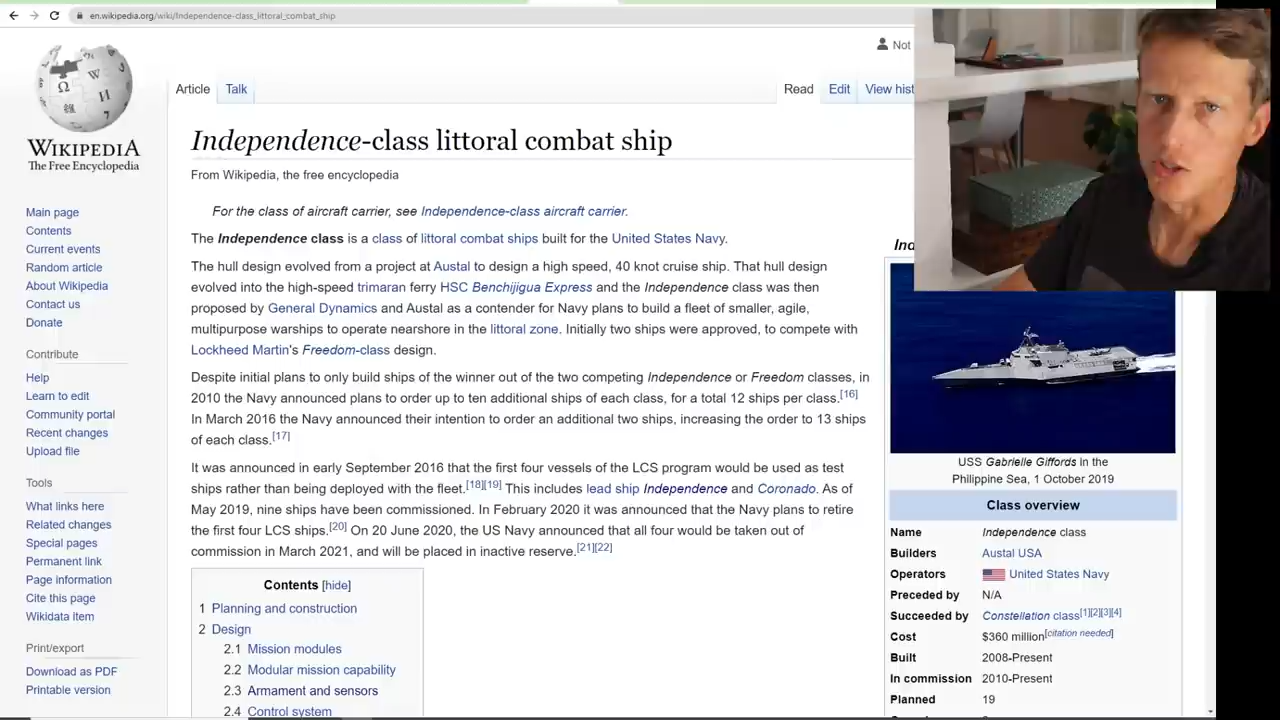 en.wikipedia.org/wiki/Independence-class_littoral_combat_ship
Not
Article Talk Read Edit View hist
WIKIPEDIA
The Free Encyclopedia
Main page
Contents
Current events
Random article
About Wikipedia
Contact us
Donate
Contribute
Help
Learn to edit
Community portal
Recent changes
Upload file
Tools
What links here
Related changes
Special pages
Permanent link
Page information
Cite this page
Wikidata item
Print/export
Download as PDF
Printable version
Independence-class littoral combat ship
From Wikipedia, the free encyclopedia
For the class of aircraft carrier, see Independence-class aircraft carrier.
The Independence class is a class of littoral combat ships built for the United States Navy.
The hull design evolved from a project at Austal to design a high speed, 40 knot cruise ship. That hull design
evolved into the high-speed trimaran ferry HSC Benchijigua Express and the Independence class was then
proposed by General Dynamics and Austal as a contender for Navy plans to build a fleet of smaller, agile,
multipurpose warships to operate nearshore in the littoral zone. Initially two ships were approved, to compete with
Lockheed Martin's Freedom-class design.
Despite initial plans to only build ships of the winner out of the two competing Independence or Freedom classes, in
2010 the Navy announced plans to order up to ten additional ships of each class, for a total 12 ships per class.[16]
In March 2016 the Navy announced their intention to order an additional two ships, increasing the order to 13 ships
of each class.[17]
It was announced in early September 2016 that the first four vessels of the LCS program would be used as test
ships rather than being deployed with the fleet.[18][19] This includes lead ship Independence and Coronado. As of
May 2019, nine ships have been commissioned. In February 2020 it was announced that the Navy plans to retire
the first four LCS ships.[20] On 20 June 2020, the US Navy announced that all four would be taken out of
commission in March 2021, and will be placed in inactive reserve.[21][22]
Contents [hide]
1 Planning and construction
2 Design
2.1 Mission modules
2.2 Modular mission capability
2.3 Armament and sensors
2.4 Control system
Ind
USS Gabrielle Giffords in the
Philippine Sea, 1 October 2019
Class overview
Name Independence class
Builders Austal USA
Operators United States Navy
Preceded by N/A
Succeeded by Constellation class[1][2][3][4]
Cost $360 million[citation needed]
Built 2008-Present
In commission 2010-Present
Planned 19